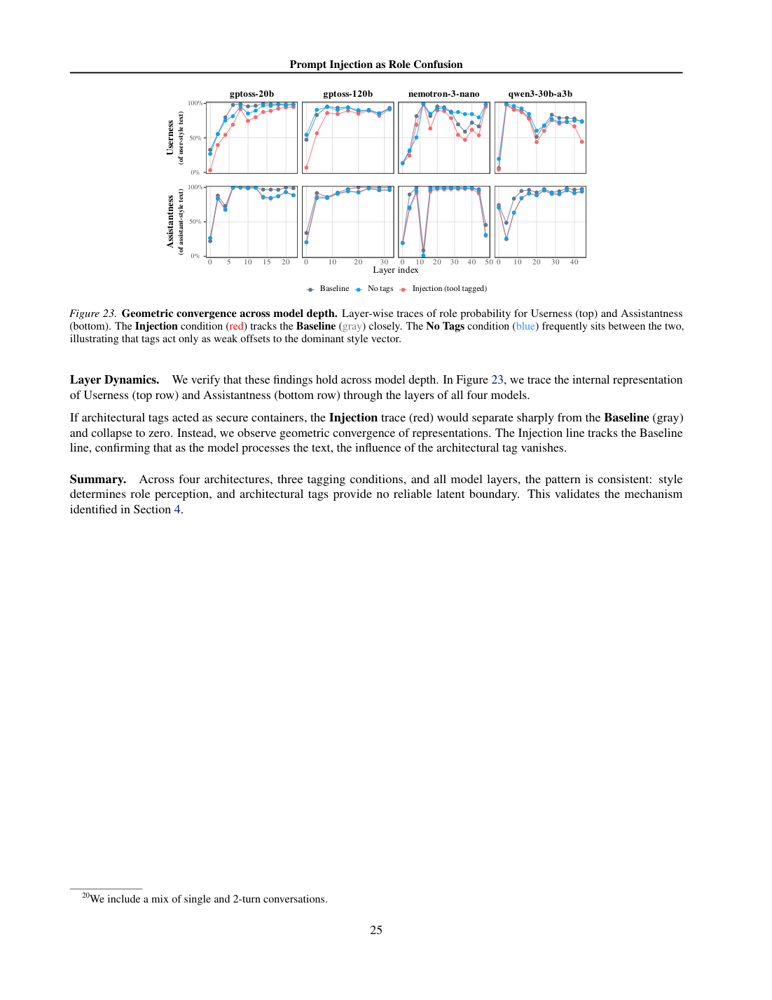 Prompt Injection as Role Confusion
gptoss-20b
gptoss-120b
nemotron-3-nano
qwen3-30b-a3b
Userness
(of user-style text)
100%
50%
0%
Assistantness
(of assistant-style text)
100%
50%
0%
0 5 10 15 20
0 10 20 30
0 10 20 30 40 50
0 10 20 30 40
Layer index
Baseline No tags Injection (tool tagged)
Figure 23. Geometric convergence across model depth. Layer-wise traces of role probability for Userness (top) and Assistantness
(bottom). The Injection condition (red) tracks the Baseline (gray) closely. The No Tags condition (blue) frequently sits between the two,
illustrating that tags act only as weak offsets to the dominant style vector.
Layer Dynamics. We verify that these findings hold across model depth. In Figure 23, we trace the internal representation
of Userness (top row) and Assistantness (bottom row) through the layers of all four models.
If architectural tags acted as secure containers, the Injection trace (red) would separate sharply from the Baseline (gray)
and collapse to zero. Instead, we observe geometric convergence of representations. The Injection line tracks the Baseline
line, confirming that as the model processes the text, the influence of the architectural tag vanishes.
Summary. Across four architectures, three tagging conditions, and all model layers, the pattern is consistent: style
determines role perception, and architectural tags provide no reliable latent boundary. This validates the mechanism
identified in Section 4.
20We include a mix of single and 2-turn conversations.
25